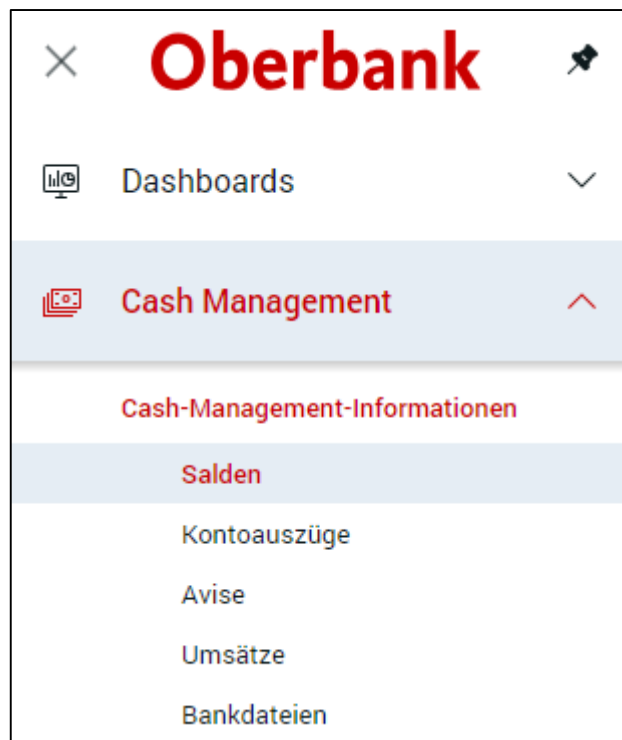 Oberbank
Dashboards
Cash Management
Cash-Management-Informationen
Salden
Kontoauszüge
Avise
Umsätze
Bankdateien